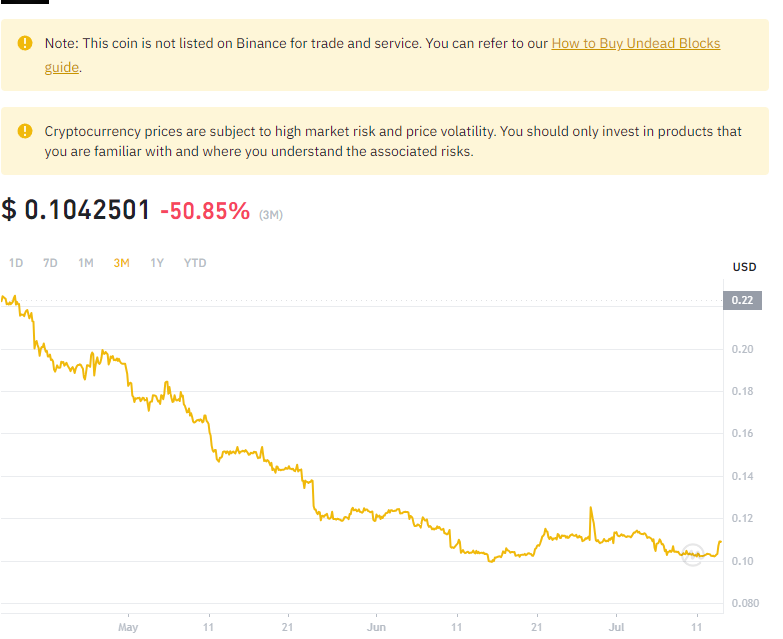 Note: This coin is not listed on Binance for trade and service. You can refer to our How to Buy Undead Blocks
guide.
Cryptocurrency prices are subject to high market risk and price volatility. You should only invest in products that
you are familiar with and where you understand the associated risks.
$ 0.1042501 -50.85% (3M)
1D 7D 1M 3M 1Y YTD
USD
0.22
0.20
0.18
0.16
0.14
0.12
0.10
0.080
May 11 21 Jun 11 21 Jul 11